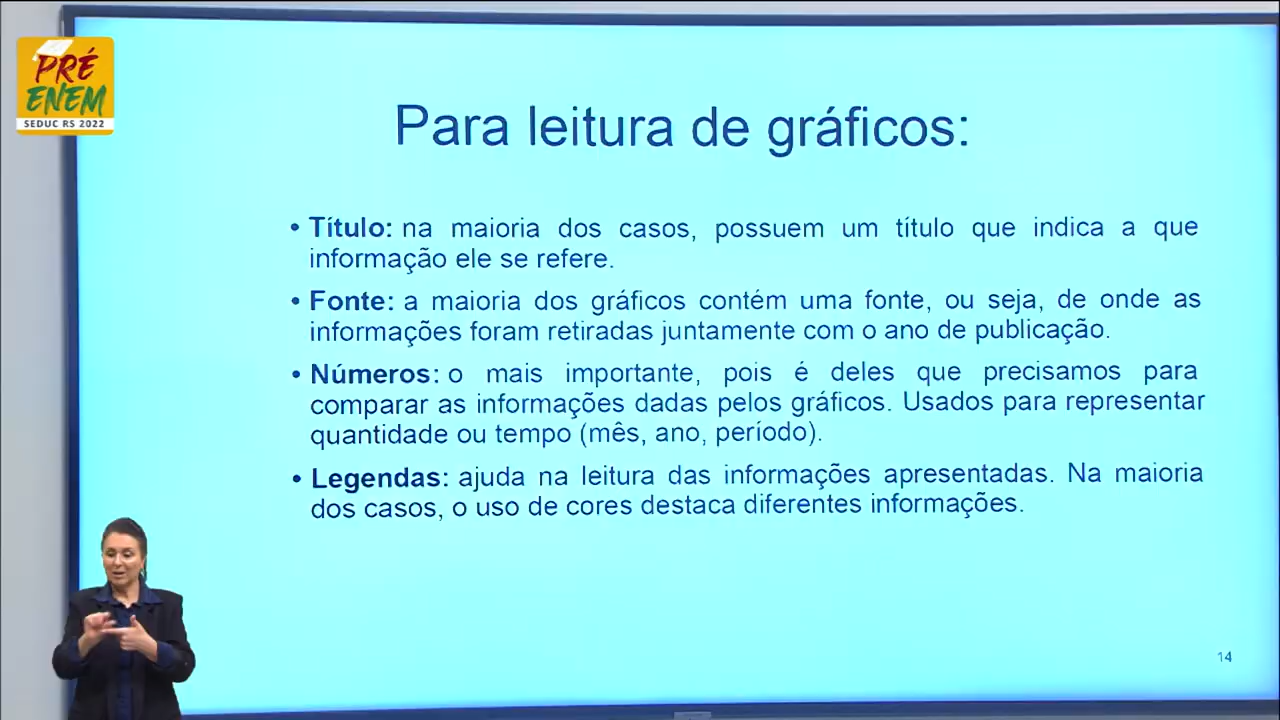 PRÉ
ENEM
SEDUC RS 2022
Para leitura de gráficos:
• Título: na maioria dos casos, possuem um título que indica a que
informação ele se refere.
• Fonte: a maioria dos gráficos contém uma fonte, ou seja, de onde as
informações foram retiradas juntamente com o ano de publicação.
• Números: o mais importante, pois é deles que precisamos para
comparar as informações dadas pelos gráficos. Usados para representar
quantidade ou tempo (mês, ano, período).
• Legendas: ajuda na leitura das informações apresentadas. Na maioria
dos casos, o uso de cores destaca diferentes informações.
14